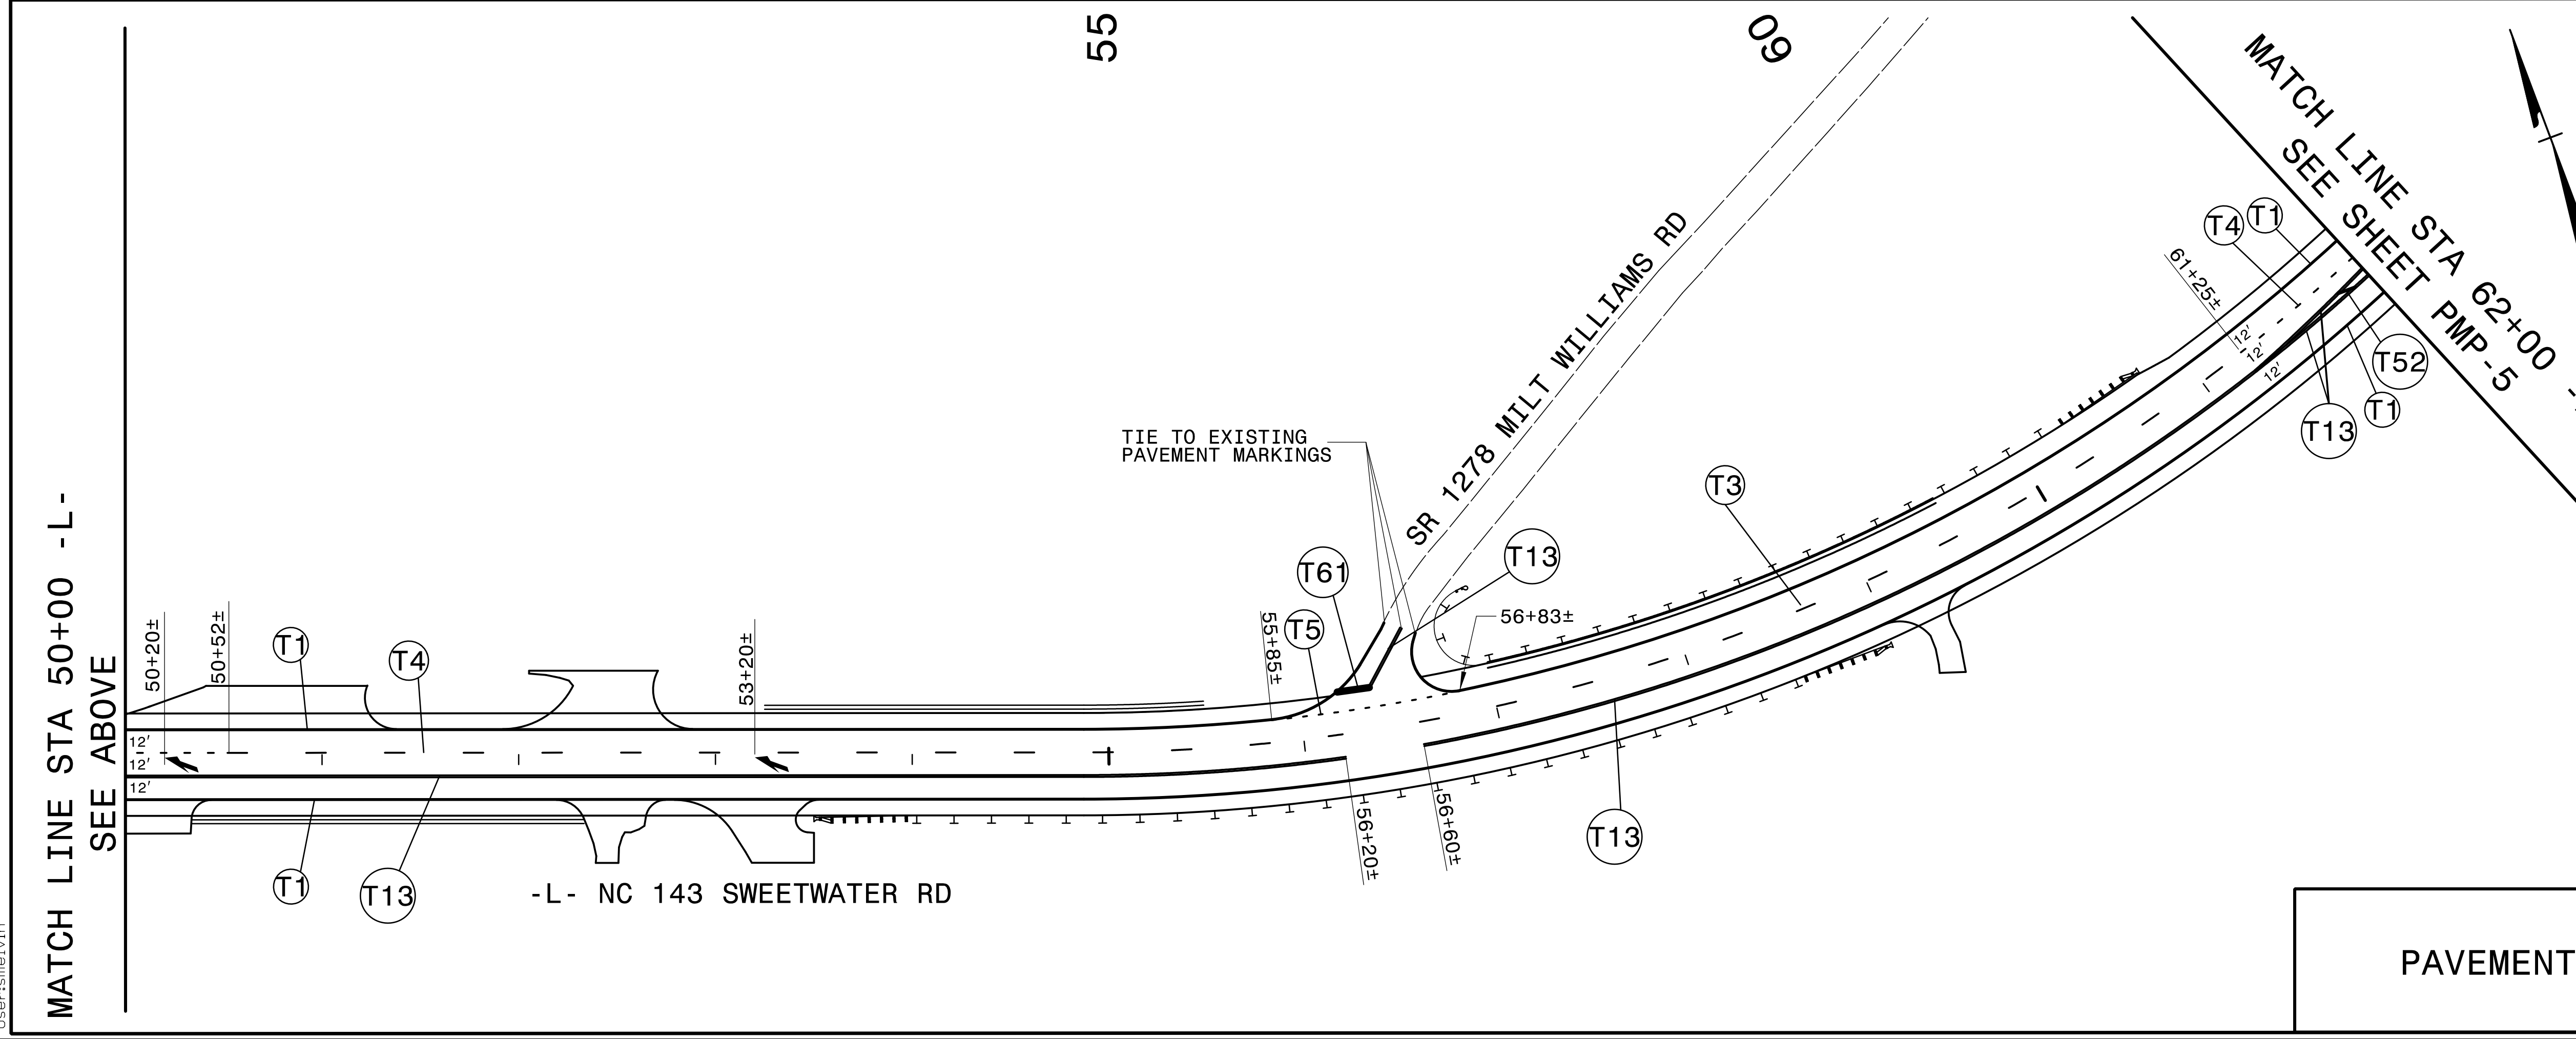 55
60
MATCH LINE STA 62+00 -
SEE SHEET PMP-5
MATCH LINE STA 50+00 -L-
SEE ABOVE
50+20±
50+52±
T1
T4
53+20±
12'
12'
12'
T1
T13
-L- NC 143 SWEETWATER RD
TIE TO EXISTING
PAVEMENT MARKINGS
SR 1278 MILT WILLIAMS RD
55+85±
T5
T61
T13
56+83±
56+20±
56+60±
T3
T13
61+25±
12'
12'
12'
T4
T1
T52
T1
T13
PAVEMENT